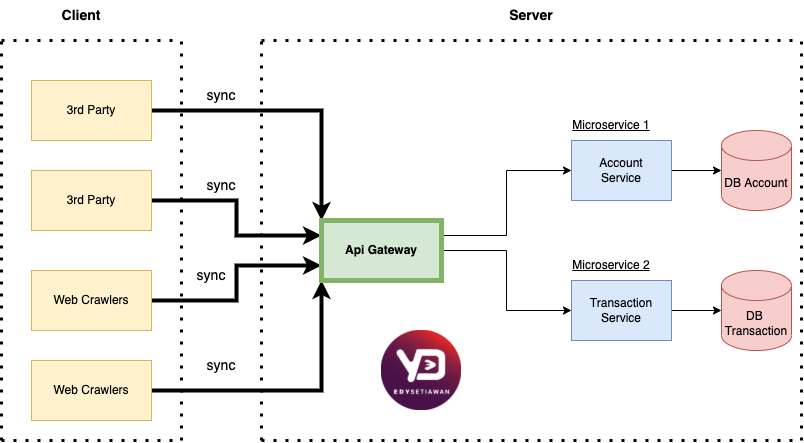 Client
Server
sync
3rd Party
sync
3rd Party
sync
Web Crawlers
sync
Web Crawlers
Api Gateway
Microservice 1
Account
Service
DB Account
Microservice 2
Transaction
Service
DB
Transaction
YD
EDYSETIAWAN